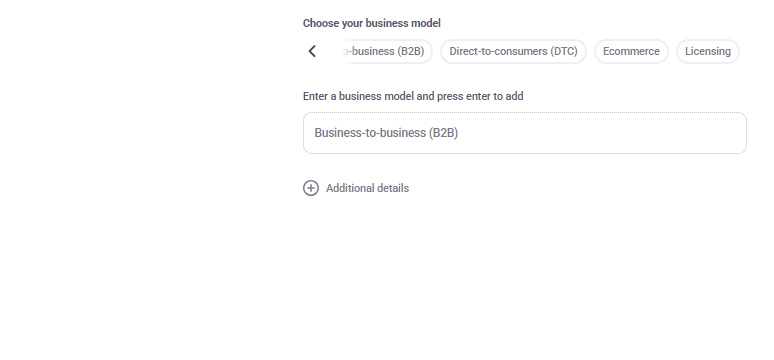 Choose your business model
o-business (B2B) Direct-to-consumers (DTC) Ecommerce Licensing
Enter a business model and press enter to add
Business-to-business (B2B)
Additional details